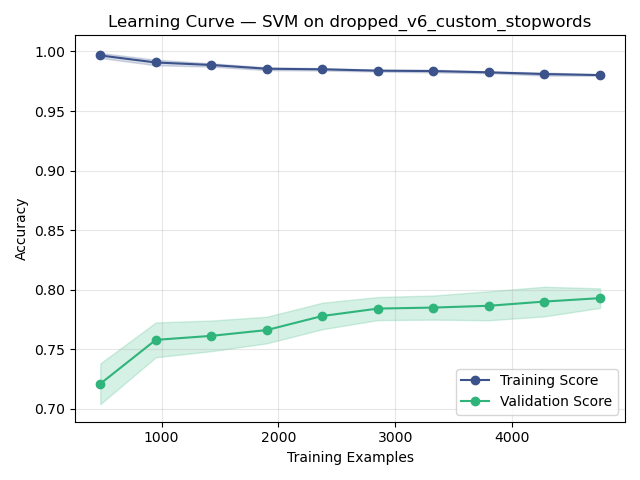 Learning Curve — SVM on dropped_v6_custom_stopwords
Accuracy
1.00
0.95
0.90
0.85
0.80
0.75
0.70
Training Score
Validation Score
1000 2000 3000 4000
Training Examples